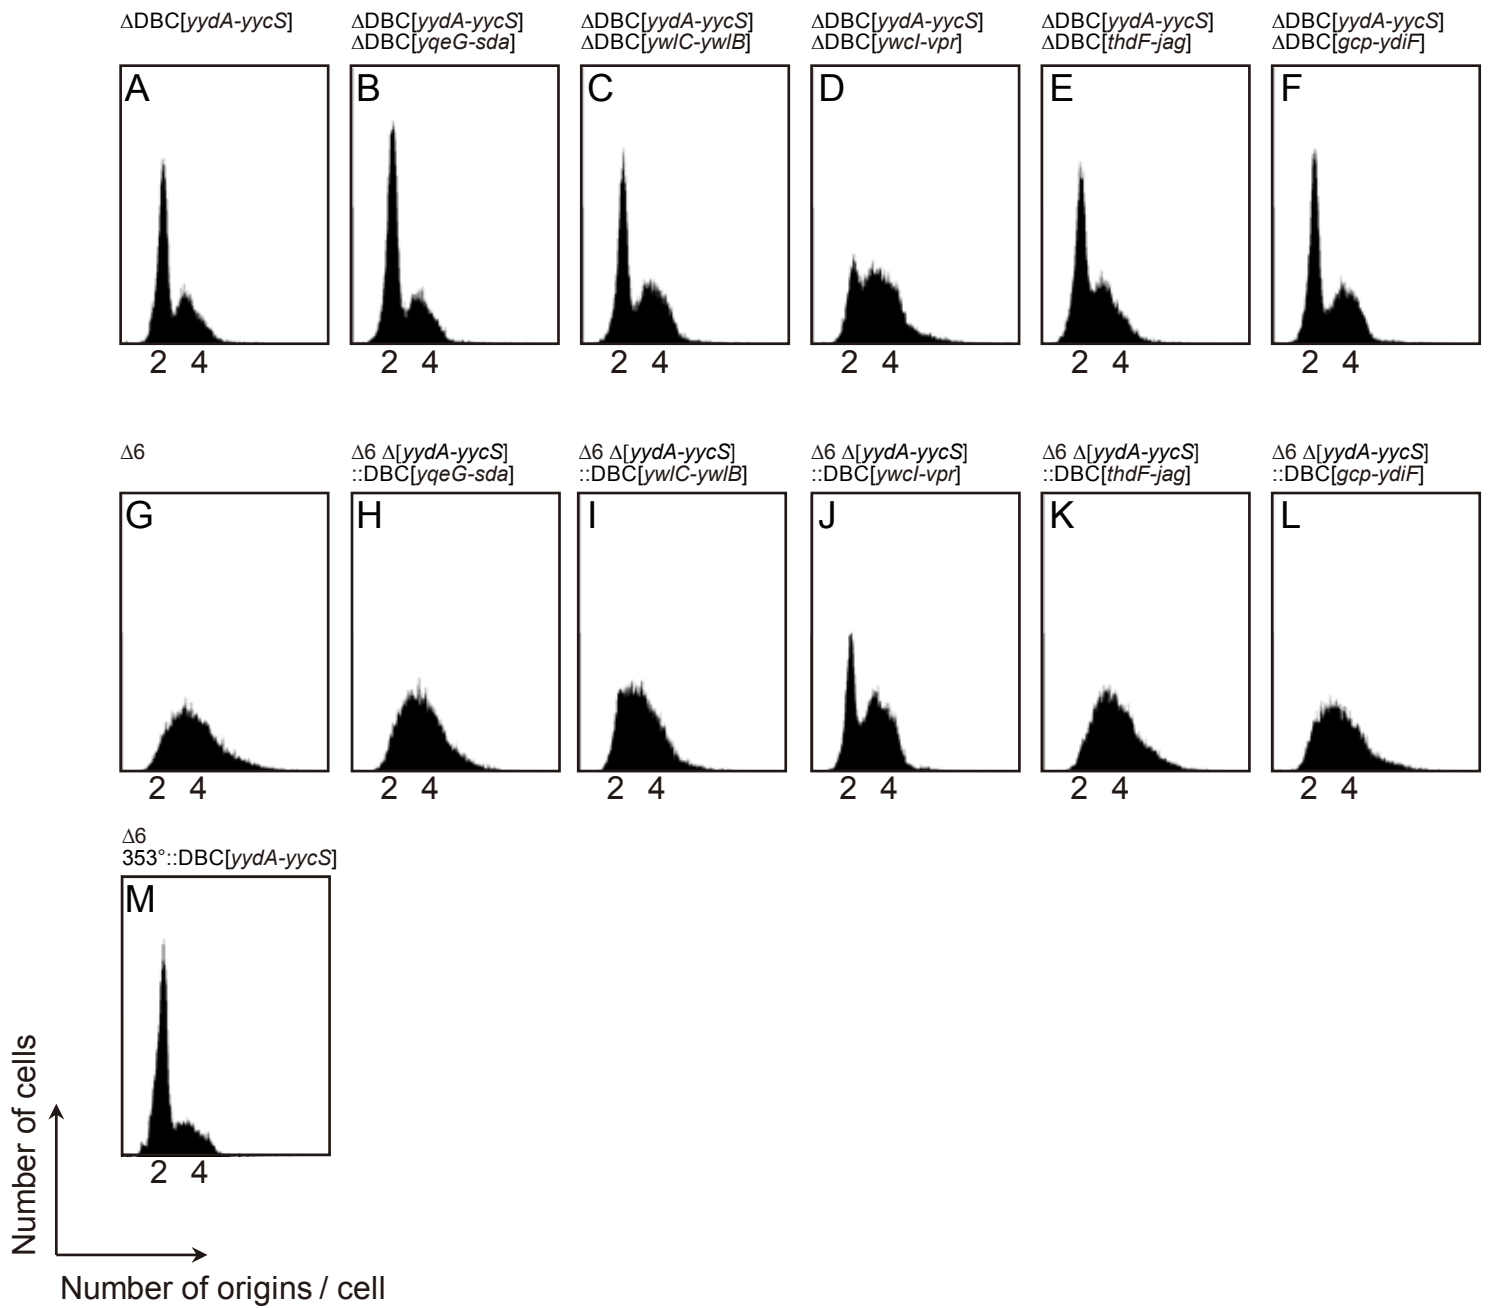 ΔDBC[yydA-yycS]
ΔDBC[yydA-yycS]
ΔDBC[yqeG-sda]
ΔDBC[yydA-yycS]
ΔDBC[ywlC-ywlB]
ΔDBC[yydA-yycS]
ΔDBC[ywcI-vpr]
ΔDBC[yydA-yycS]
ΔDBC[thdF-jag]
ΔDBC[yydA-yycS]
ΔDBC[gcp-ydiF]
A
B
C
D
E
F
2 4
2 4
2 4
2 4
2 4
2 4
Δ6
Δ6 Δ[yydA-yycS]
::DBC[yqeG-sda]
Δ6 Δ[yydA-yycS]
::DBC[ywlC-ywlB]
Δ6 Δ[yydA-yycS]
::DBC[ywcI-vpr]
Δ6 Δ[yydA-yycS]
::DBC[thdF-jag]
Δ6 Δ[yydA-yycS]
::DBC[gcp-ydiF]
G
H
I
J
K
L
2 4
2 4
2 4
2 4
2 4
2 4
Δ6
353°::DBC[yydA-yycS]
M
2 4
Number of cells
Number of origins / cell